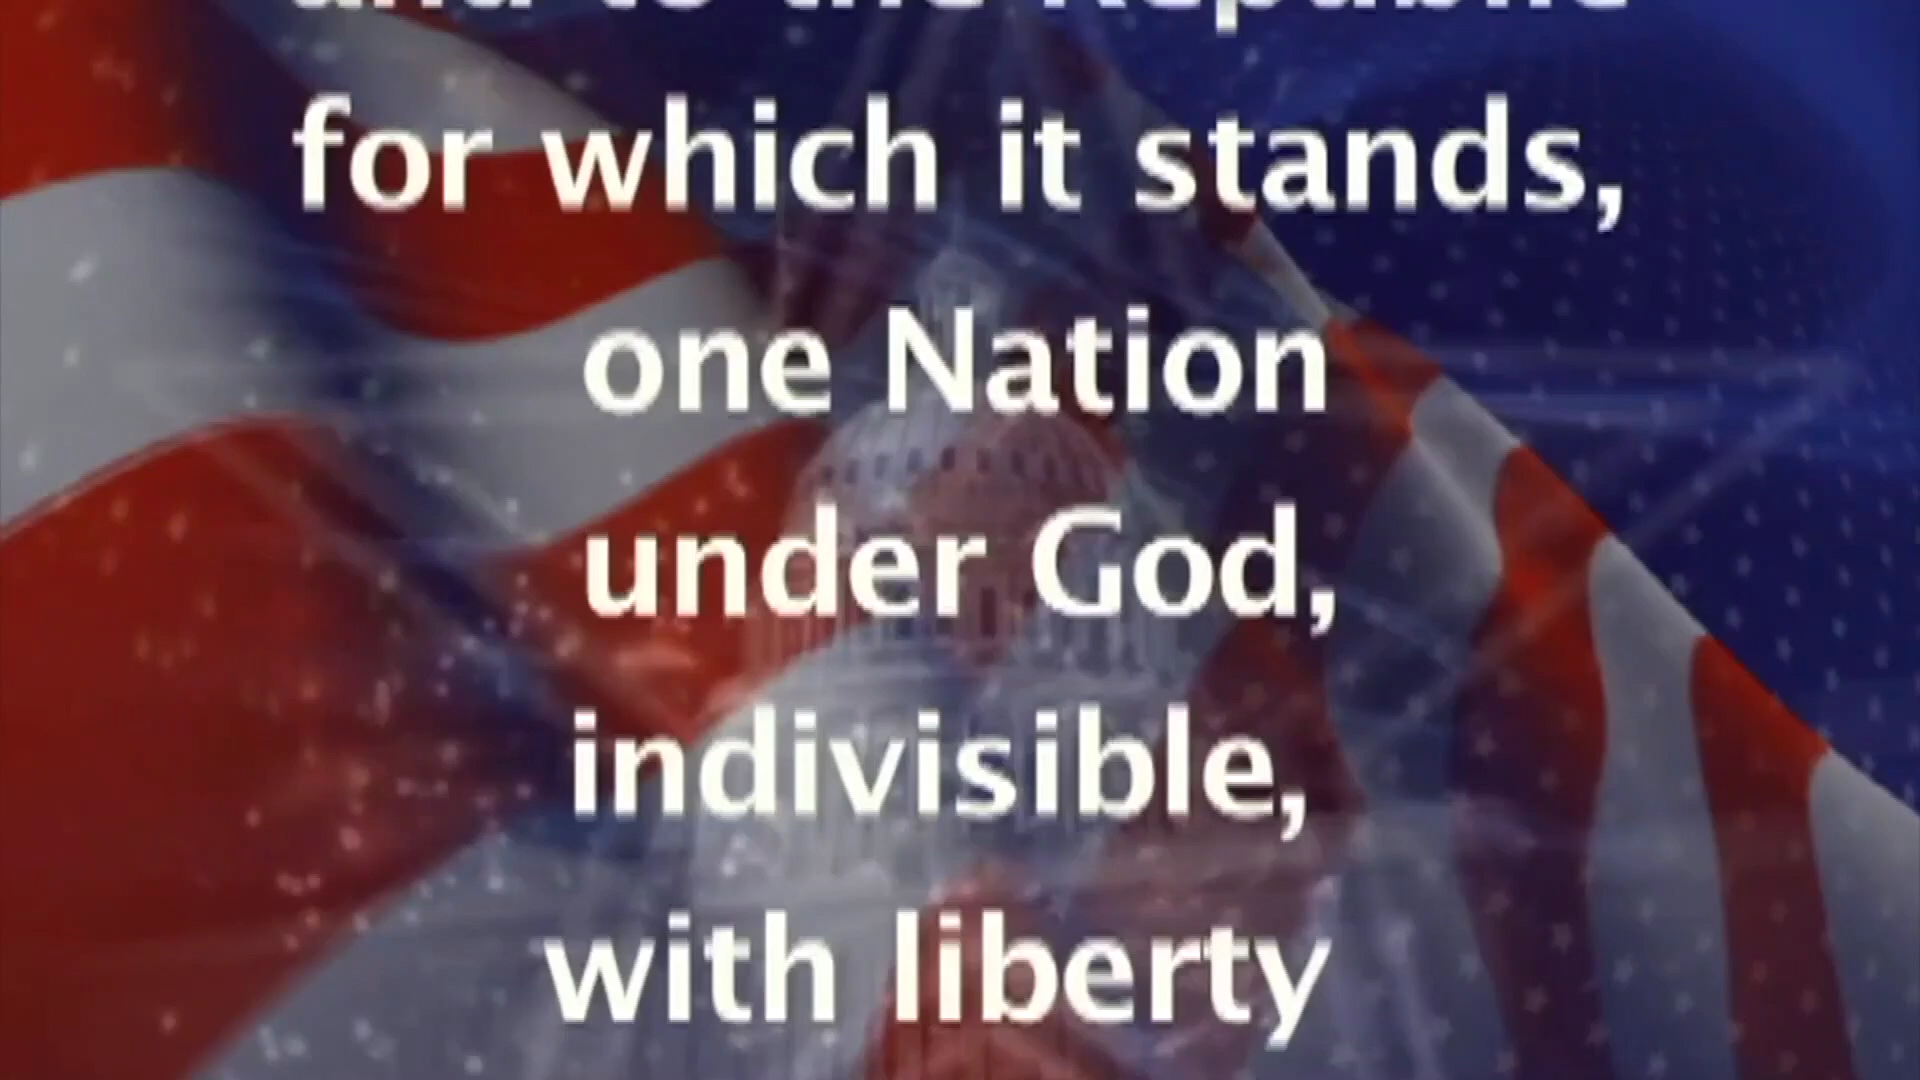 and to the Republic
for which it stands,
one Nation
under God,
indivisible,
with liberty